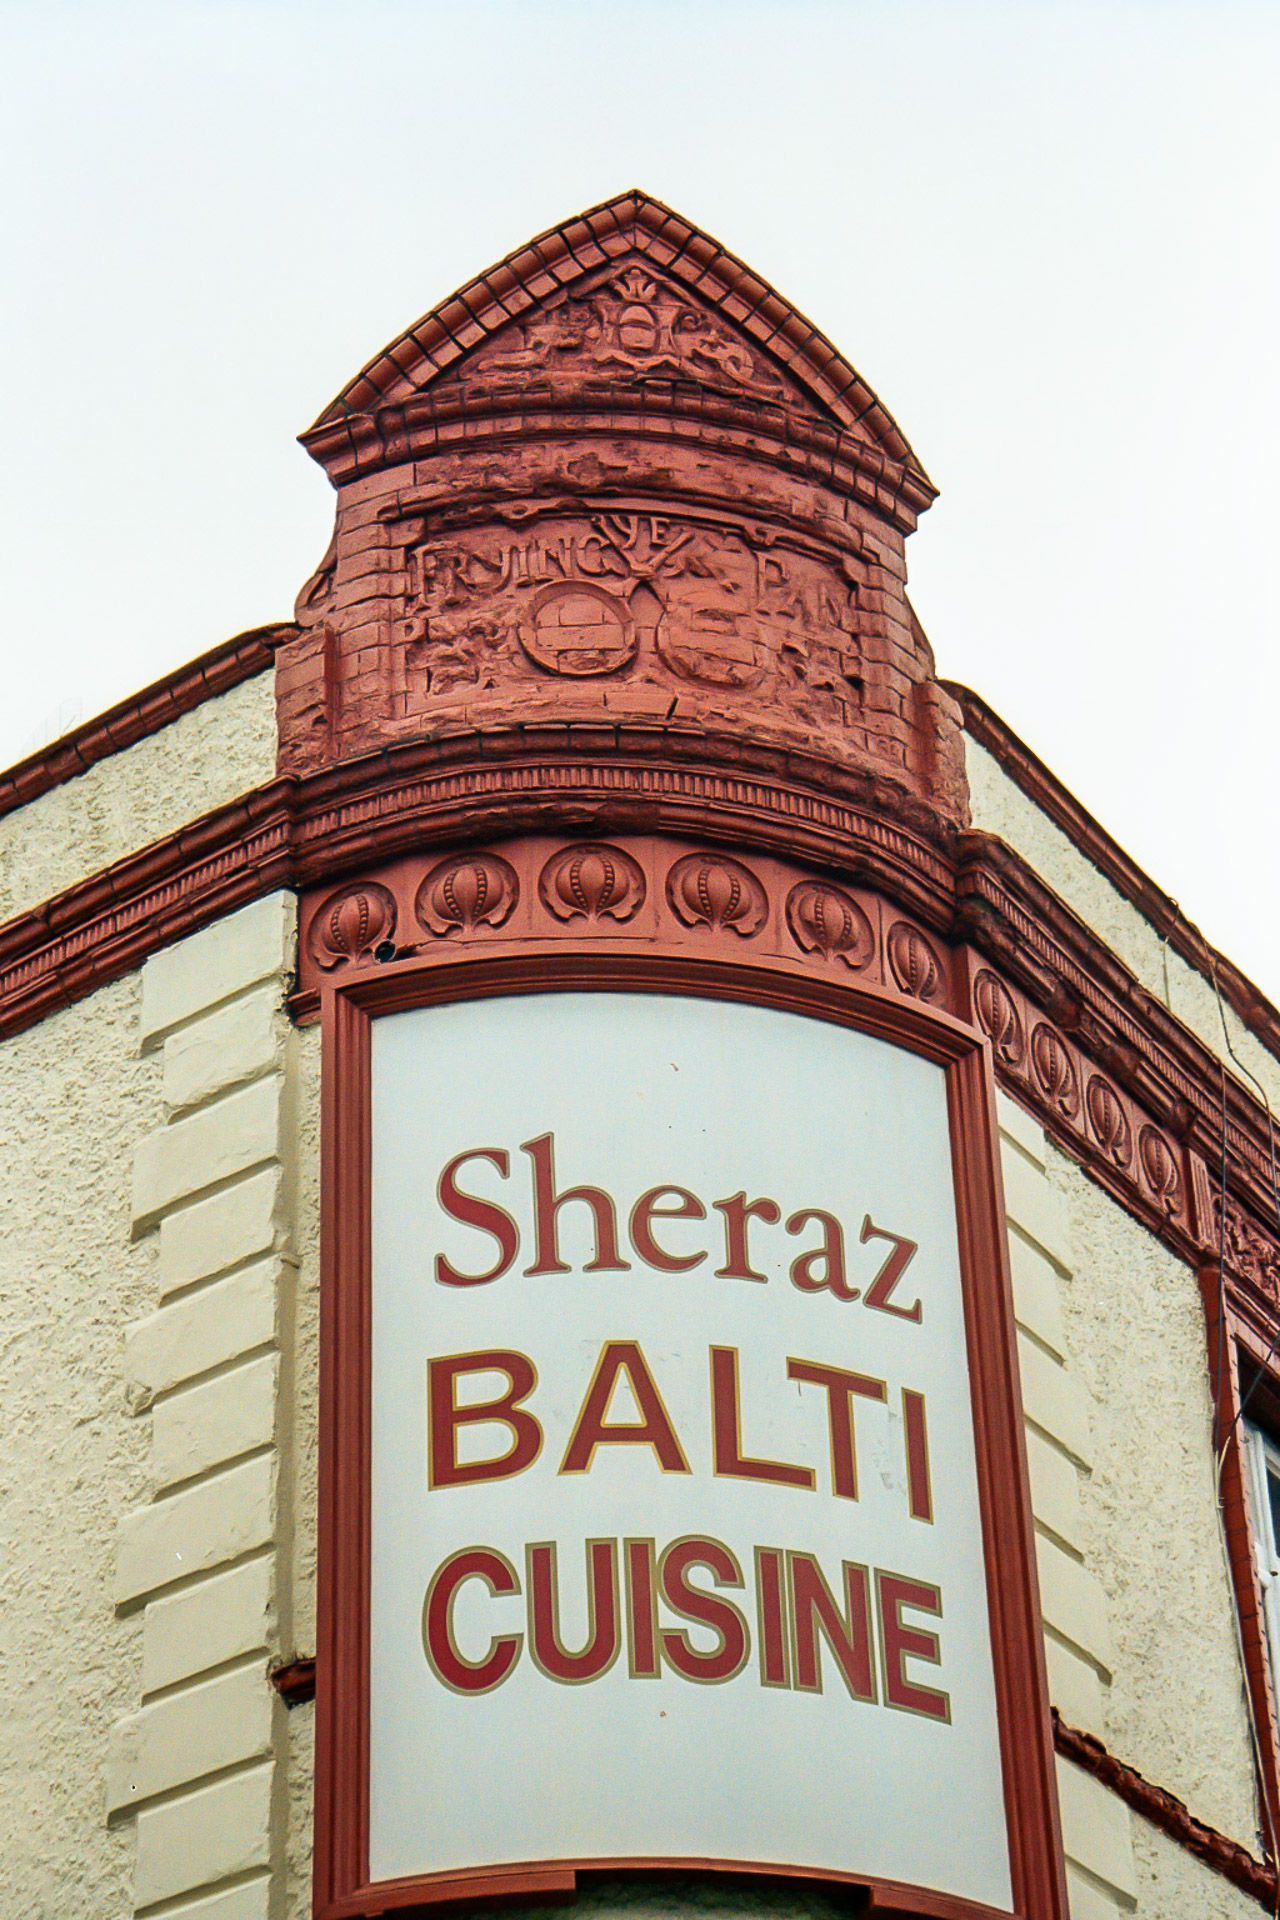 YE
FRYING PAN
Sheraz
BALTI
CUISINE